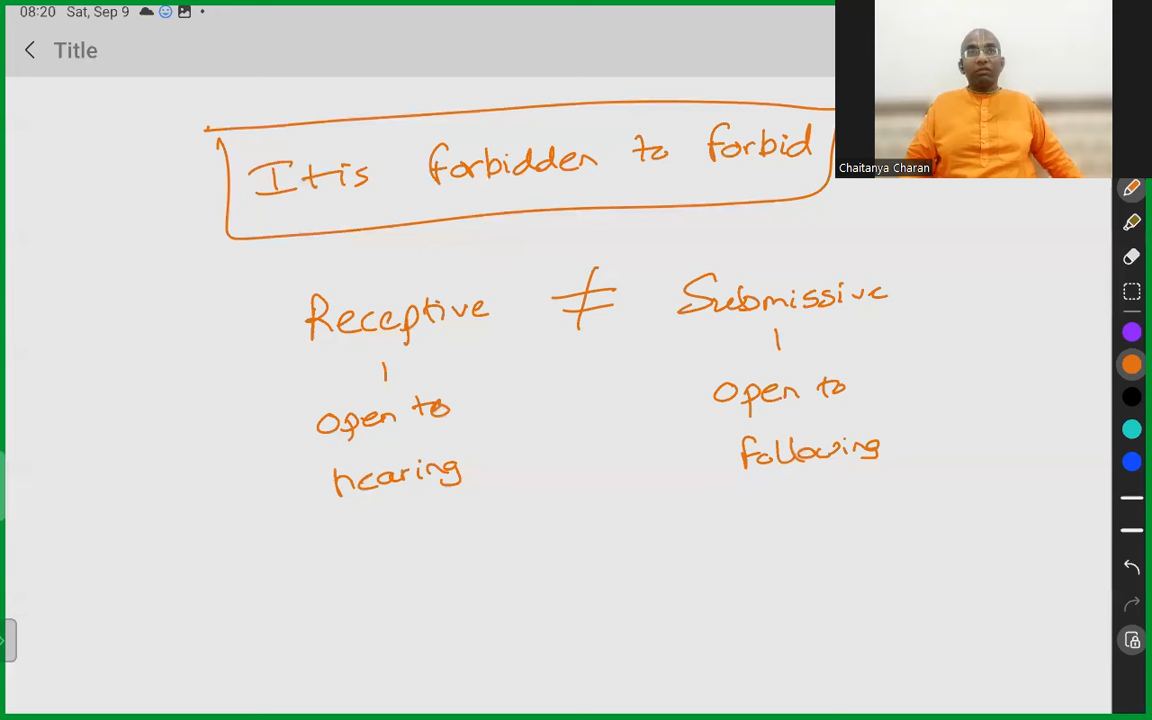 08:20 Sat, Sep 9
Title
It is forbidden to forbid
Chaitanya Charan
Receptive ≠ Submissive
open to
hearing
open to
following